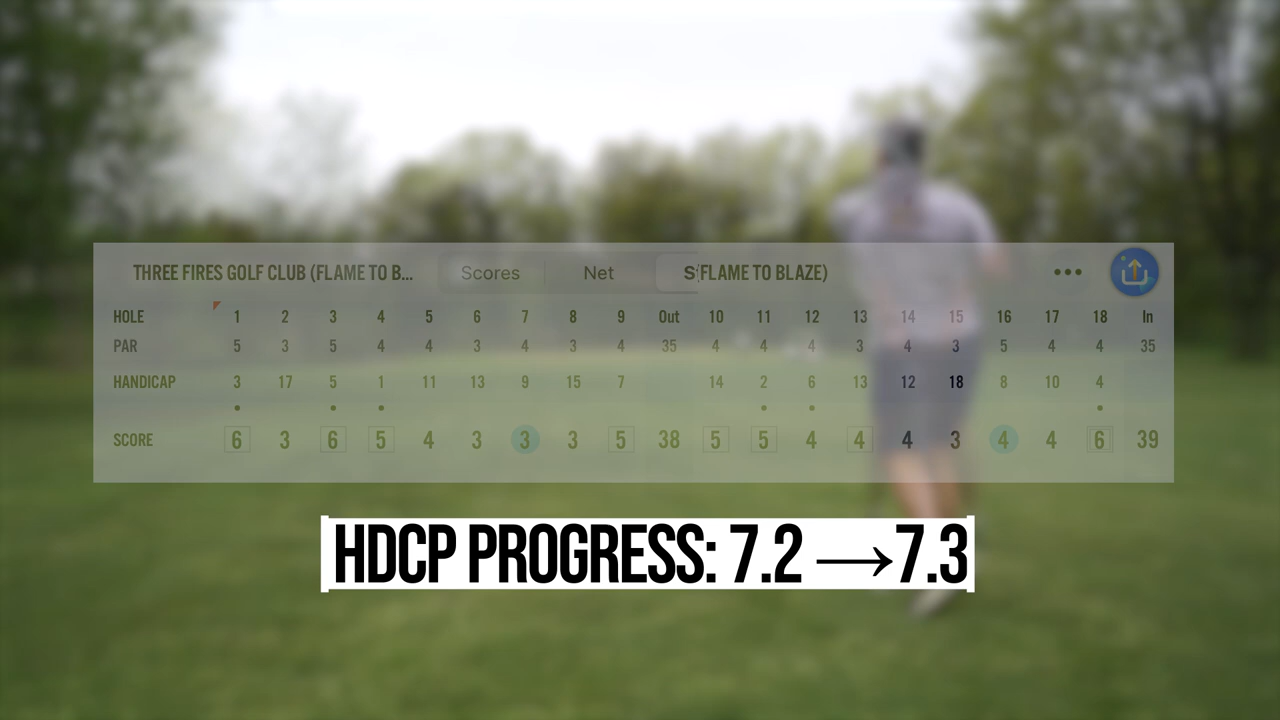 THREE FIRES GOLF CLUB (FLAME TO B... Scores Net S FLAME TO BLAZE) •••
HOLE 1 2 3 4 5 6 7 8 9 Out 10 11 12 13 14 15 16 17 18 In
PAR 5 3 5 4 4 3 4 3 4 35 4 4 4 3 4 3 5 4 4 35
HANDICAP 3 17 5 1 11 13 9 15 7 14 2 6 13 12 18 8 10 4
SCORE 6 3 6 5 4 3 3 3 5 38 5 5 4 4 4 3 4 4 6 39
HDCP PROGRESS: 7.2 → 7.3